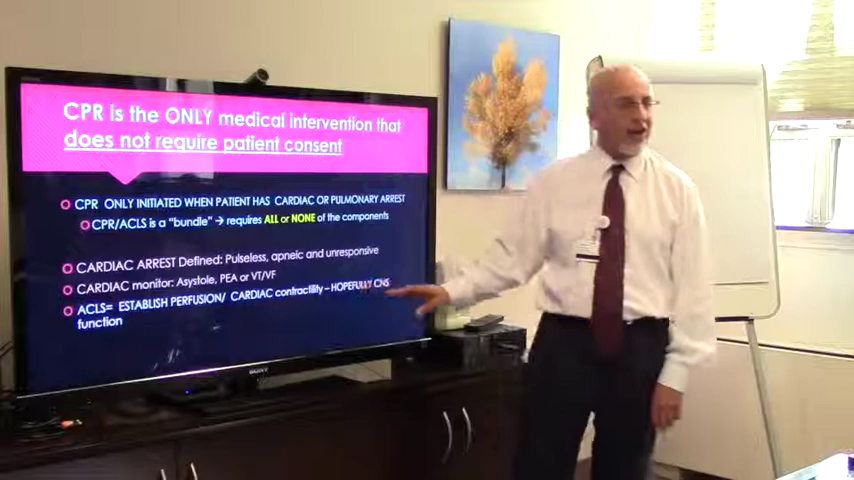 CPR is the ONLY medical intervention that
does not require patient consent
CPR ONLY INITIATED WHEN PATIENT HAS CARDIAC OR PULMONARY ARREST
CPR/ACLS is a "bundle" → requires ALL or NONE of the components
CARDIAC ARREST Defined: Pulseless, apneic and unresponsive
CARDIAC monitor: Asystole, PEA or VT/VF
ACLS= ESTABLISH PERFUSION/ CARDIAC contractility – HOPEFULLY CNS
function
SONY